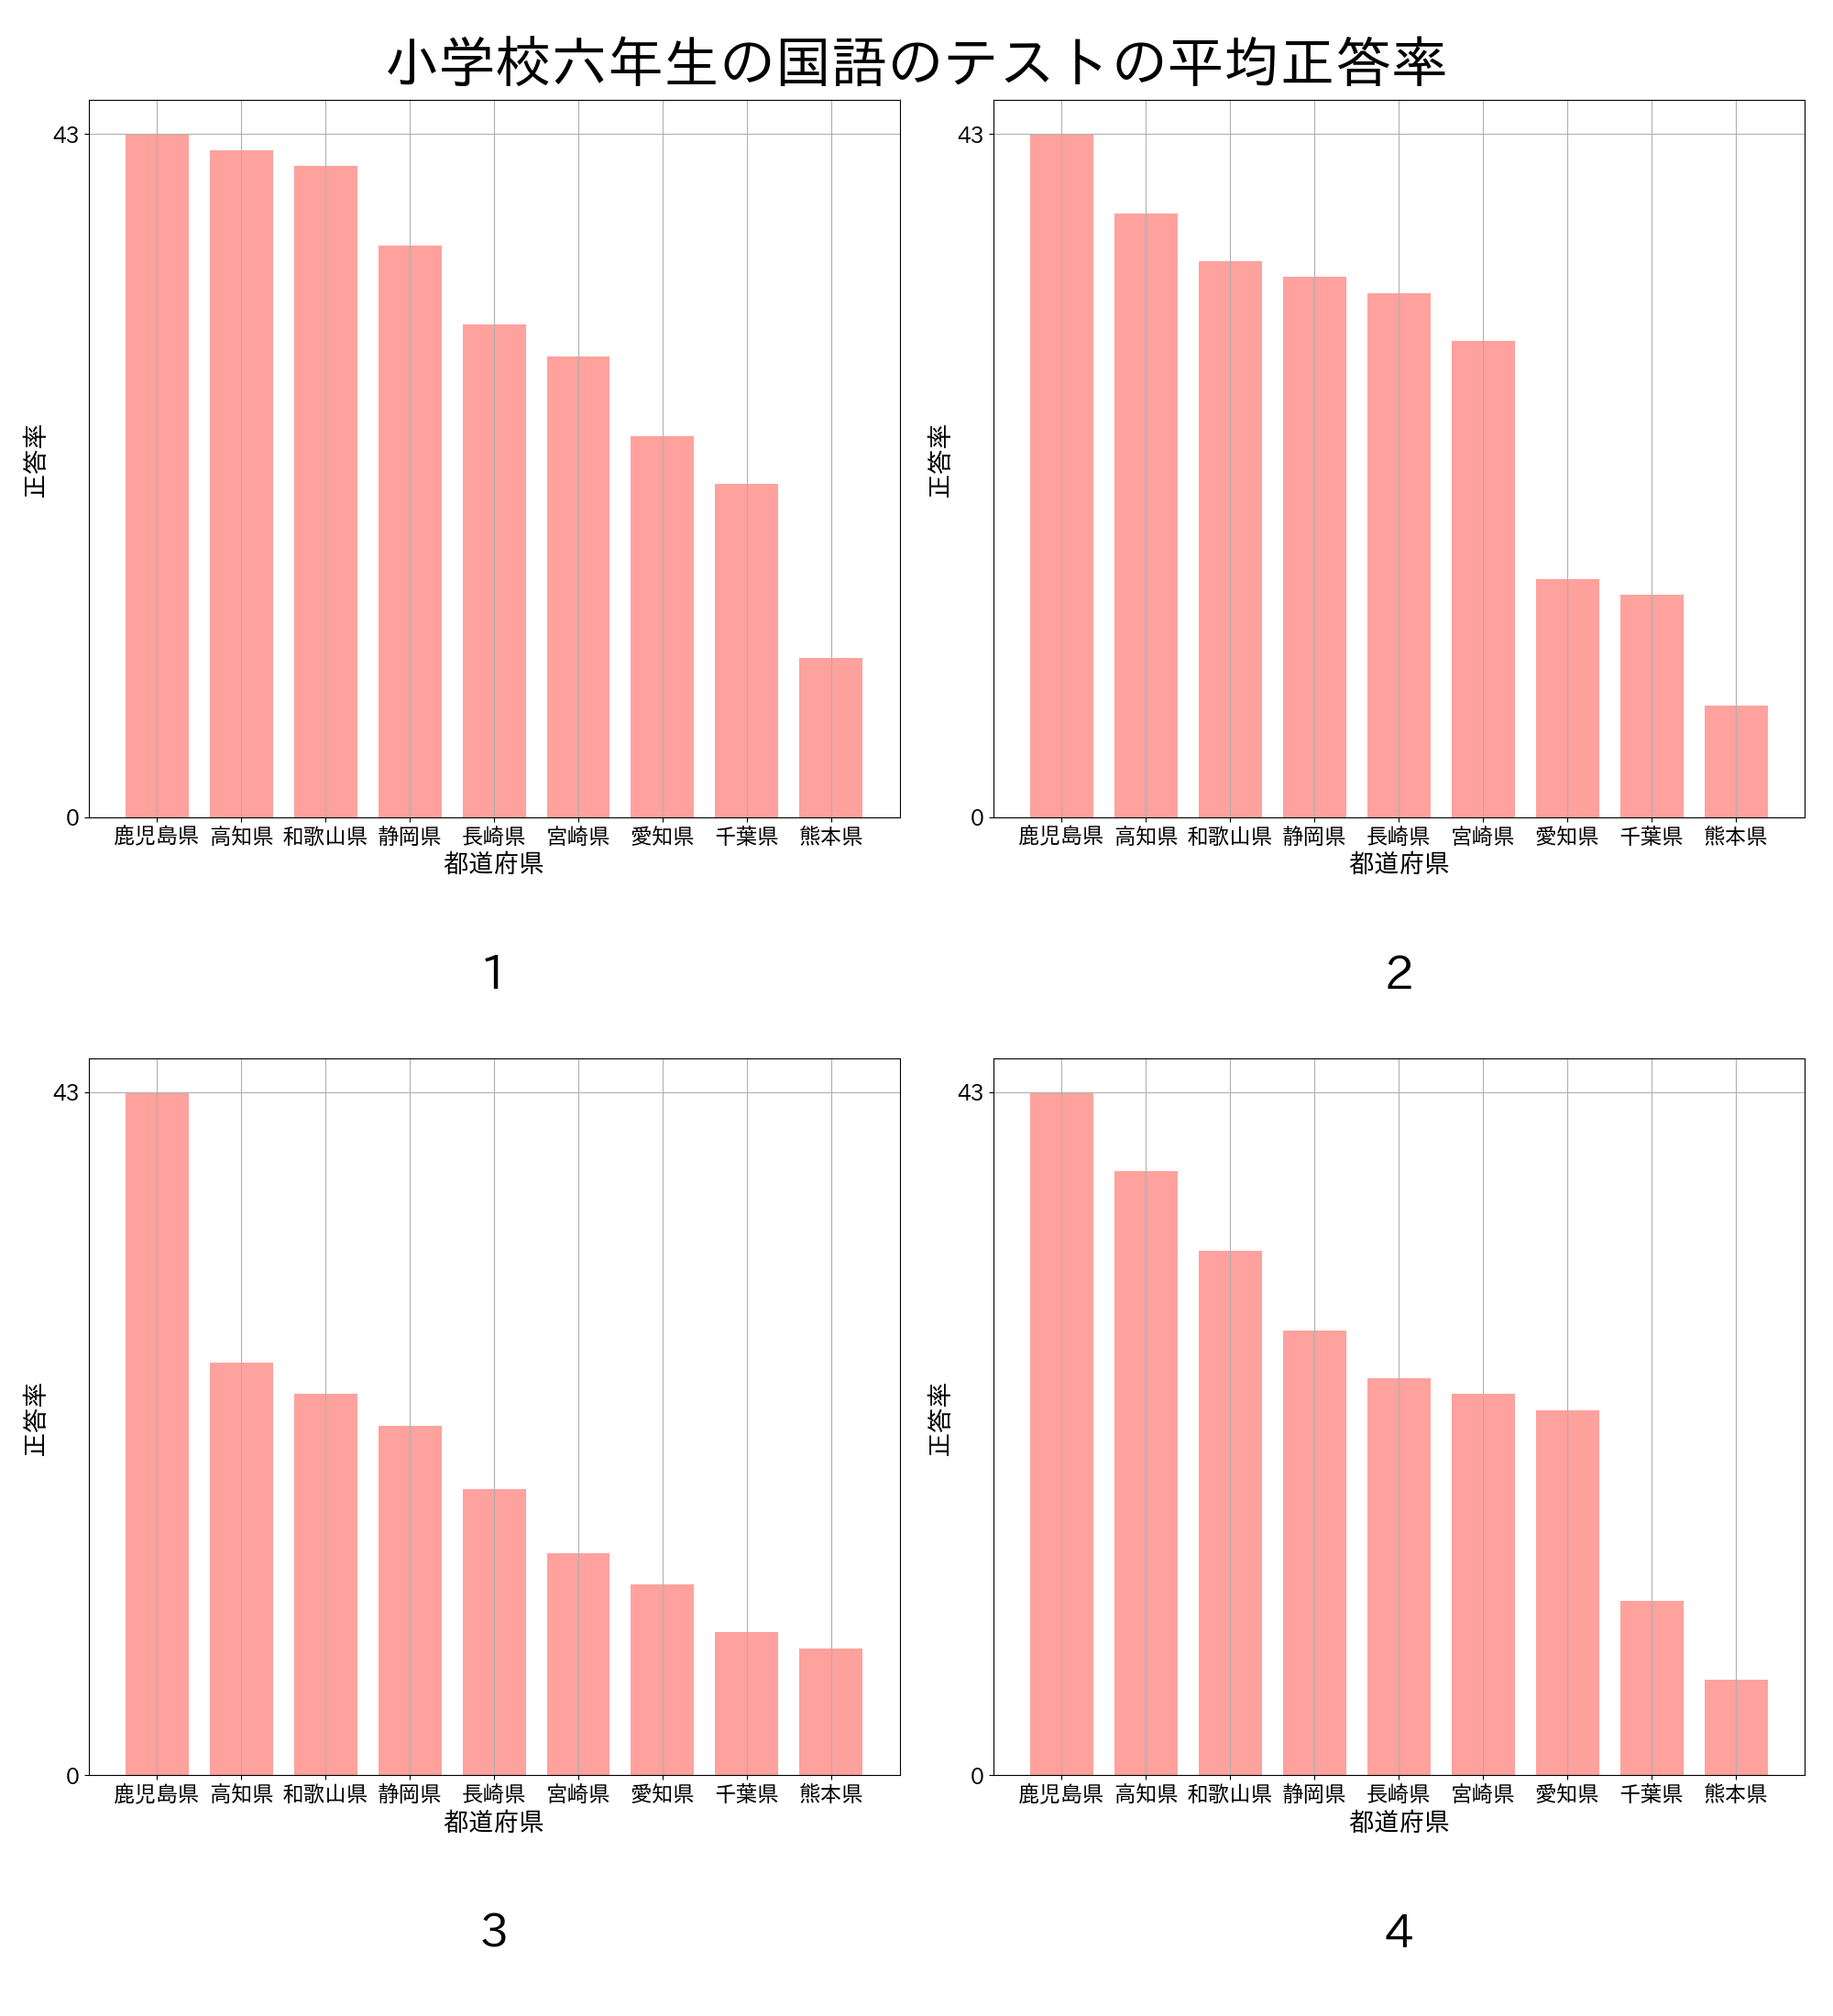 小学校六年生の国語のテストの平均正答率
43
正答率
0
鹿児島県 高知県 和歌山県 静岡県 長崎県 宮崎県 愛知県 千葉県 熊本県
都道府県
1
43
正答率
0
鹿児島県 高知県 和歌山県 静岡県 長崎県 宮崎県 愛知県 千葉県 熊本県
都道府県
2
43
正答率
0
鹿児島県 高知県 和歌山県 静岡県 長崎県 宮崎県 愛知県 千葉県 熊本県
都道府県
3
43
正答率
0
鹿児島県 高知県 和歌山県 静岡県 長崎県 宮崎県 愛知県 千葉県 熊本県
都道府県
4